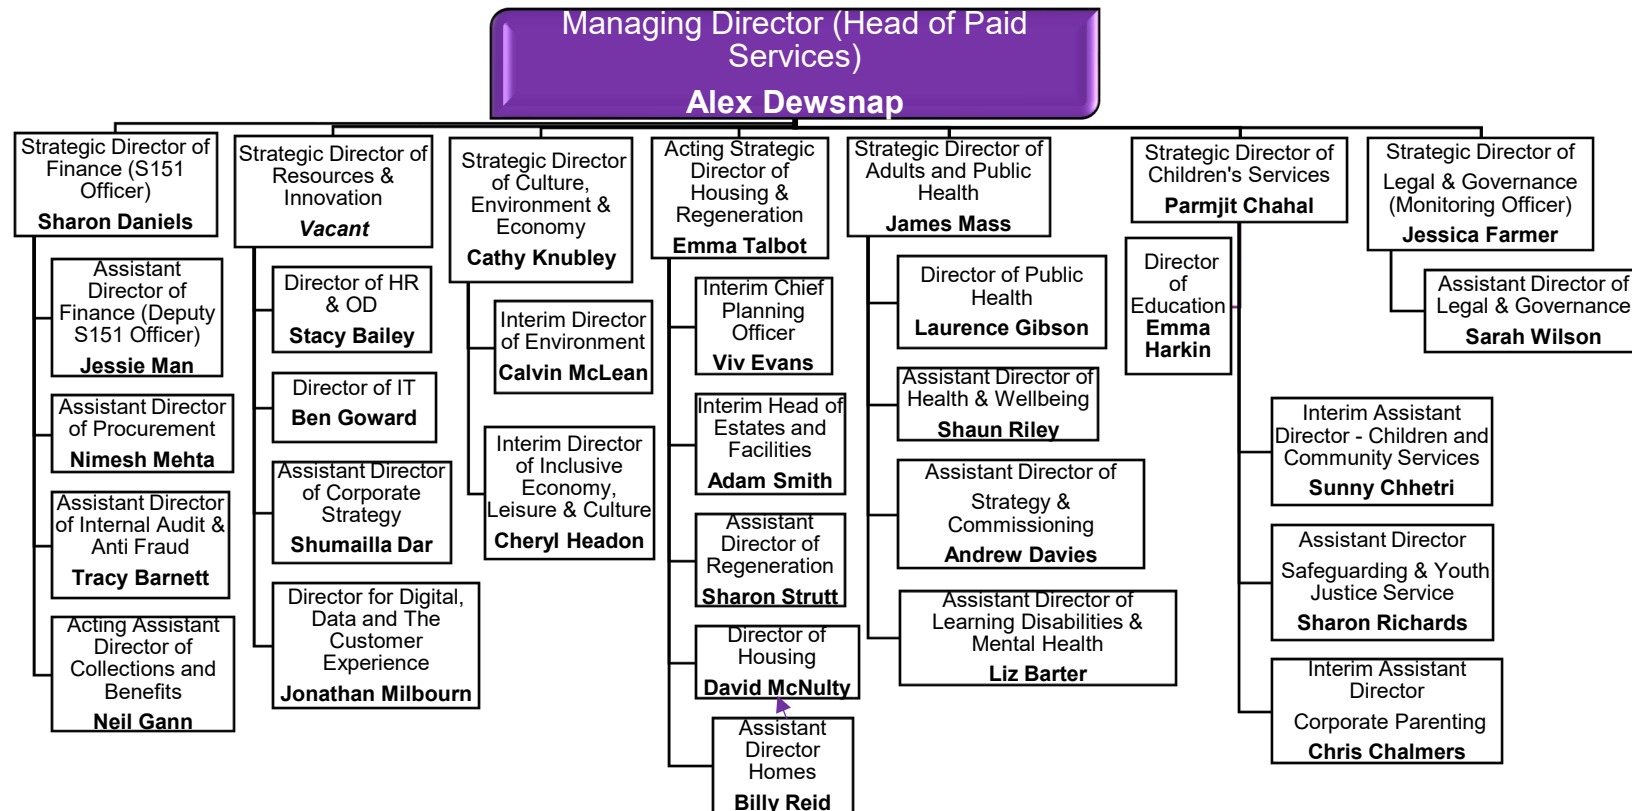 Managing Director (Head of Paid
Services)
Alex Dewsnap
Strategic Director of
Finance (S151
Officer)
Sharon Daniels
Assistant
Director of
Finance (Deputy
S151 Officer)
Jessie Man
Assistant Director
of Procurement
Nimesh Mehta
Assistant Director
of Internal Audit &
Anti Fraud
Tracy Barnett
Acting Assistant
Director of
Collections and
Benefits
Neil Gann
Strategic Director of
Resources &
Innovation
Vacant
Director of HR
& OD
Stacy Bailey
Director of IT
Ben Goward
Assistant Director
of Corporate
Strategy
Shumailla Dar
Director for Digital,
Data and The
Customer
Experience
Jonathan Milbourn
Strategic Director
of Culture,
Environment &
Economy
Cathy Knubley
Interim Director
of Environment
Calvin McLean
Interim Director
of Inclusive
Economy,
Leisure & Culture
Cheryl Headon
Acting Strategic
Director of
Housing &
Regeneration
Emma Talbot
Interim Chief
Planning
Officer
Viv Evans
Interim Head of
Estates and
Facilities
Adam Smith
Assistant
Director of
Regeneration
Sharon Strutt
Director of
Housing
David McNulty
Assistant
Director
Homes
Billy Reid
Strategic Director of
Adults and Public
Health
James Mass
Director of Public
Health
Laurence Gibson
Assistant Director of
Health & Wellbeing
Shaun Riley
Assistant Director of
Strategy &
Commissioning
Andrew Davies
Assistant Director of
Learning Disabilities &
Mental Health
Liz Barter
Strategic Director of
Children's Services
Parmjit Chahal
Director
of
Education
Emma
Harkin
Interim Assistant
Director - Children and
Community Services
Sunny Chhetri
Assistant Director
Safeguarding & Youth
Justice Service
Sharon Richards
Interim Assistant
Director
Corporate Parenting
Chris Chalmers
Strategic Director of
Legal & Governance
(Monitoring Officer)
Jessica Farmer
Assistant Director of
Legal & Governance
Sarah Wilson